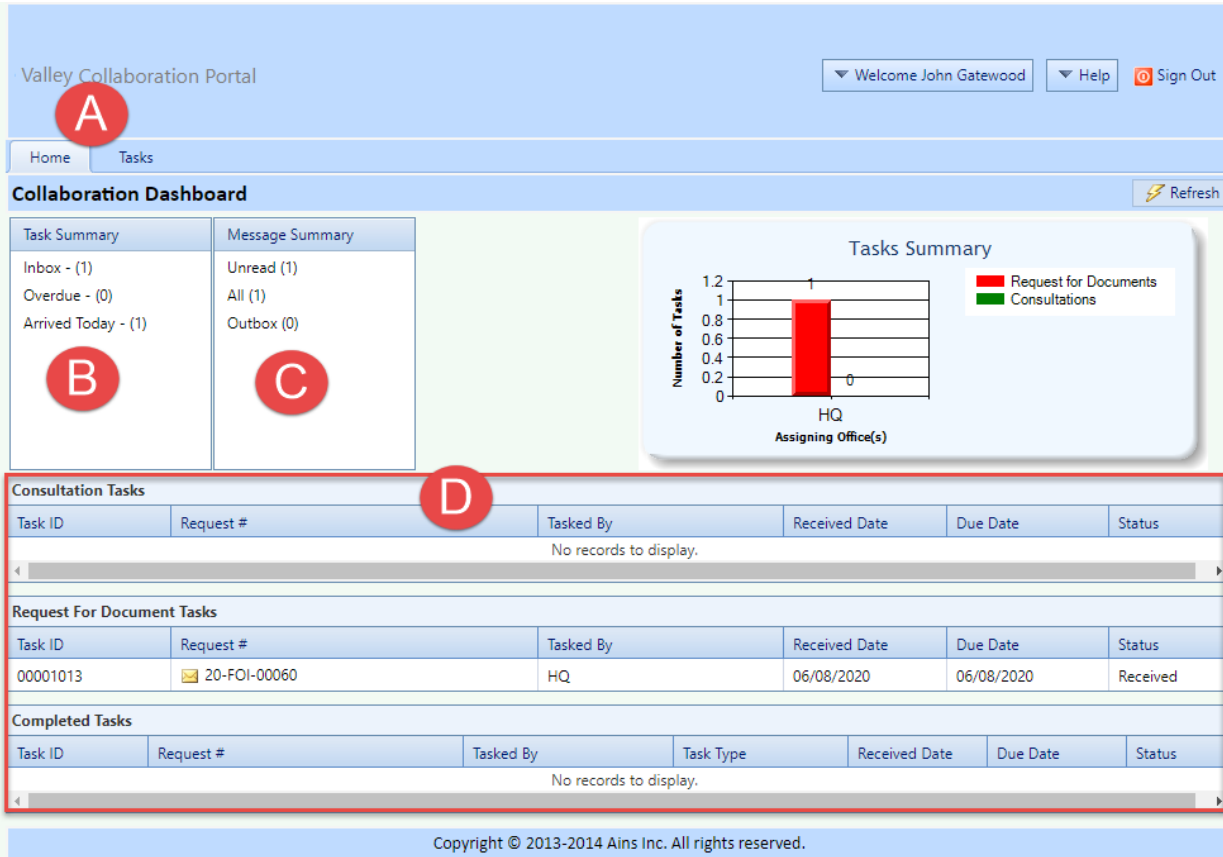 Valley Collaboration Portal
Welcome John Gatewood
Help
Sign Out
A
Home Tasks
Collaboration Dashboard
Refresh
Task Summary
Inbox - (1)
Overdue - (0)
Arrived Today - (1)
B
Message Summary
Unread (1)
All (1)
Outbox (0)
C
Tasks Summary
Number of Tasks
1.2
1
0.8
0.6
0.4
0.2
0
1
0
HQ
Assigning Office(s)
Request for Documents
Consultations
D
Consultation Tasks
Task ID Request # Tasked By Received Date Due Date Status
No records to display.
Request For Document Tasks
Task ID Request # Tasked By Received Date Due Date Status
00001013 20-FOI-00060 HQ 06/08/2020 06/08/2020 Received
Completed Tasks
Task ID Request # Tasked By Task Type Received Date Due Date Status
No records to display.
Copyright © 2013-2014 Ains Inc. All rights reserved.